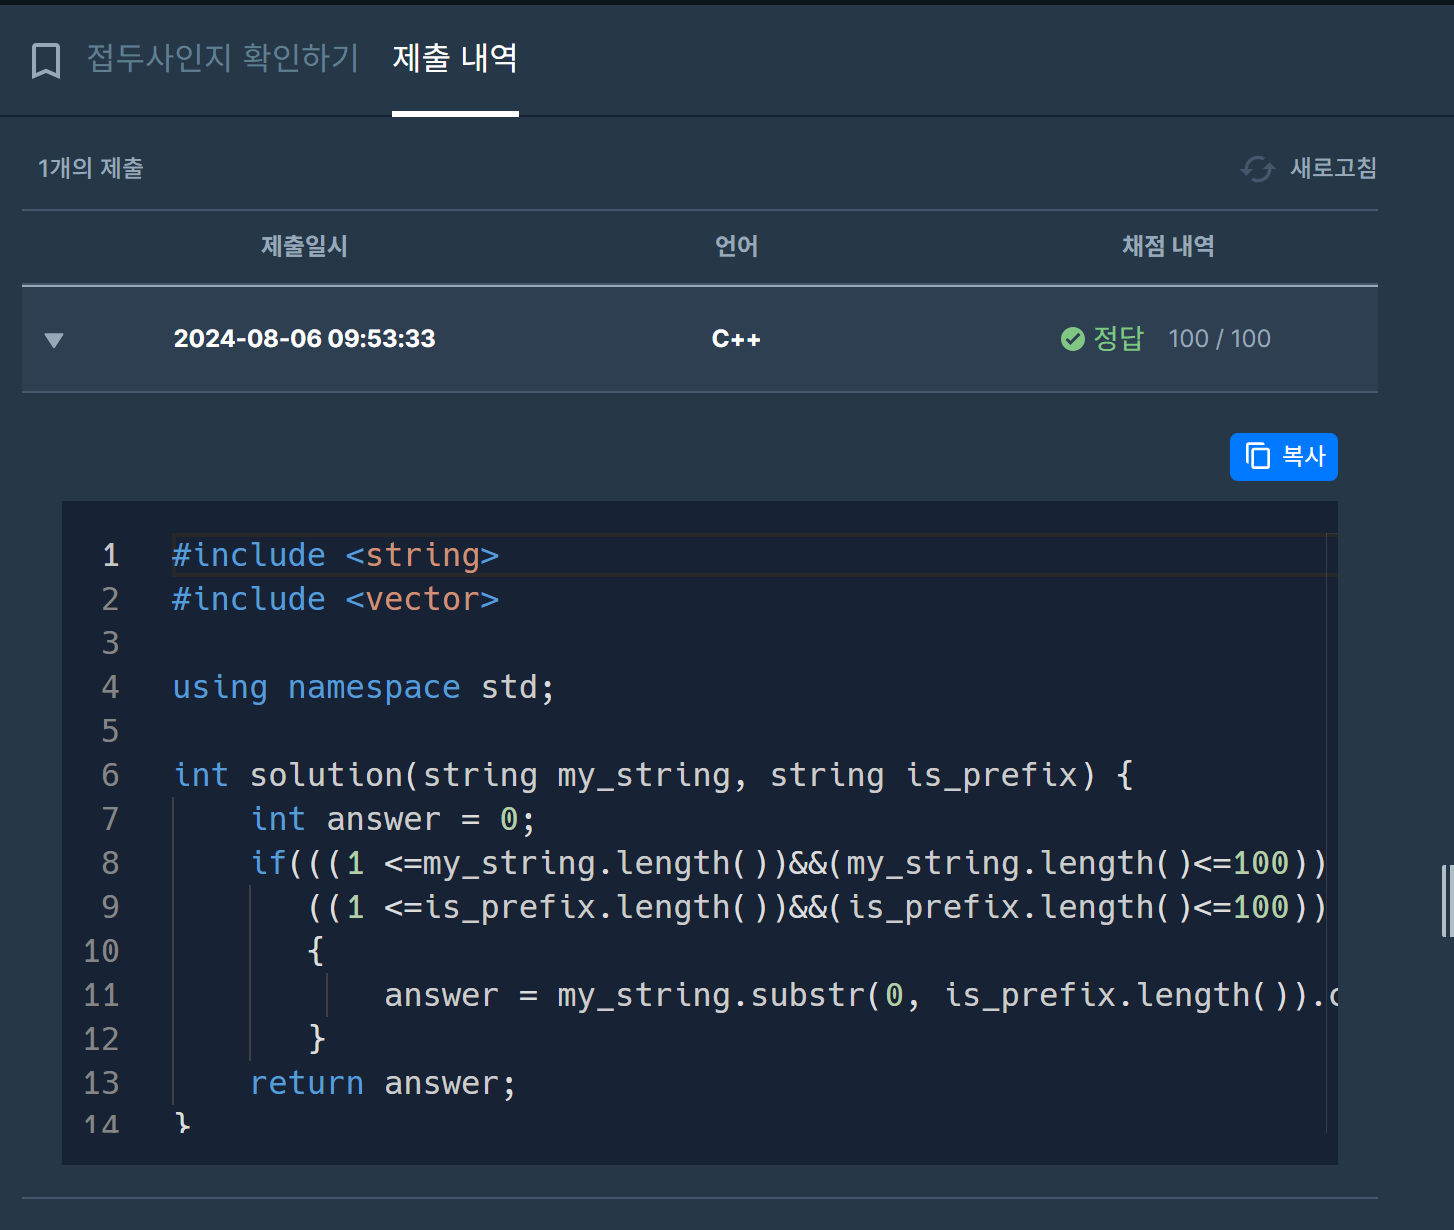 접두사인지 확인하기 제출 내역
1개의 제출 새로고침
제출일시 언어 채점 내역
2024-08-06 09:53:33 C++ 정답 100 / 100
복사
1 #include <string>
2 #include <vector>
3
4 using namespace std;
5
6 int solution(string my_string, string is_prefix) {
7 int answer = 0;
8 if(((1 <=my_string.length())&&(my_string.length()<=100))
9 ((1 <=is_prefix.length())&&(is_prefix.length()<=100))
10 {
11 answer = my_string.substr(0, is_prefix.length()).
12 }
13 return answer;
14 }